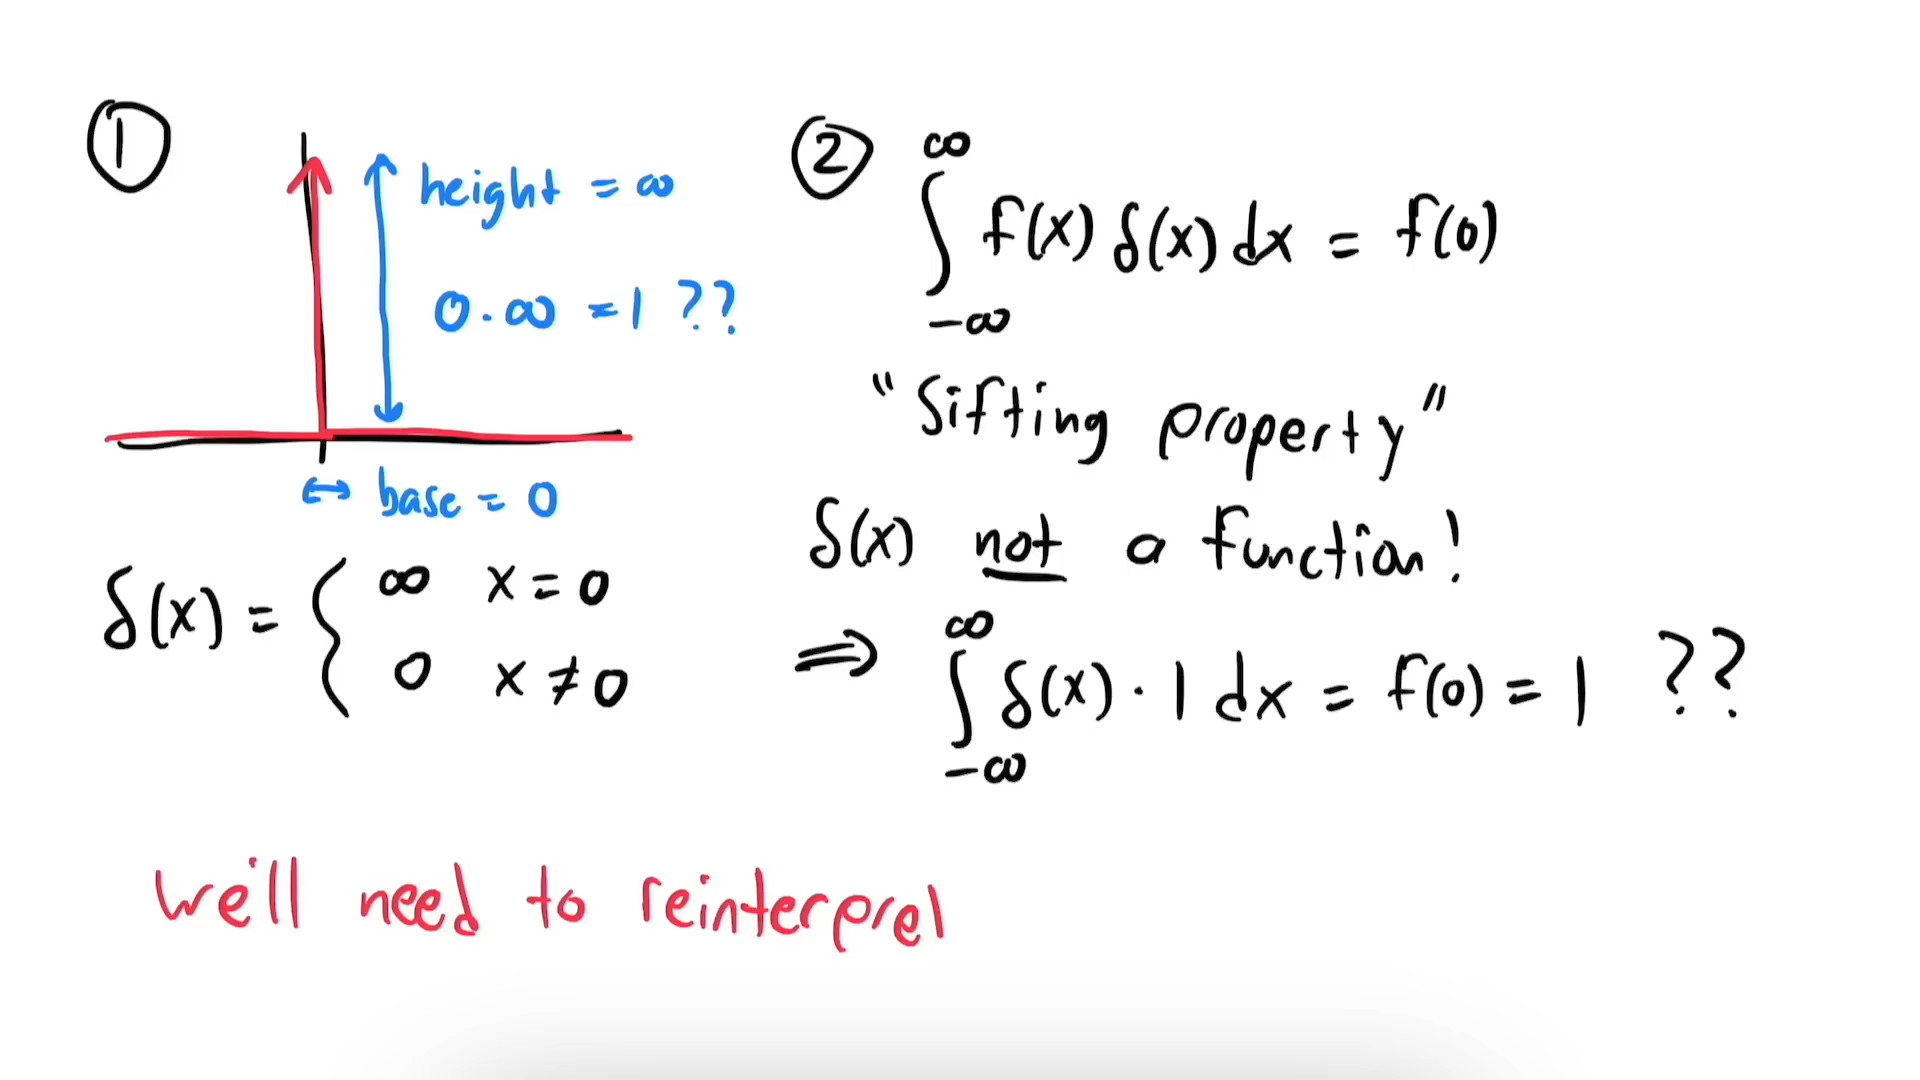 ①
height = ∞
0·∞ = 1 ??
base = 0
δ(x) = { ∞ x = 0
0 x ≠ 0
②
∫_{-∞}^{∞} f(x) δ(x) dx = f(0)
"Sifting property"
δ(x) not a function!
⇒ ∫_{-∞}^{∞} δ(x) · 1 dx = f(0) = 1 ??
we'll need to reinterpret